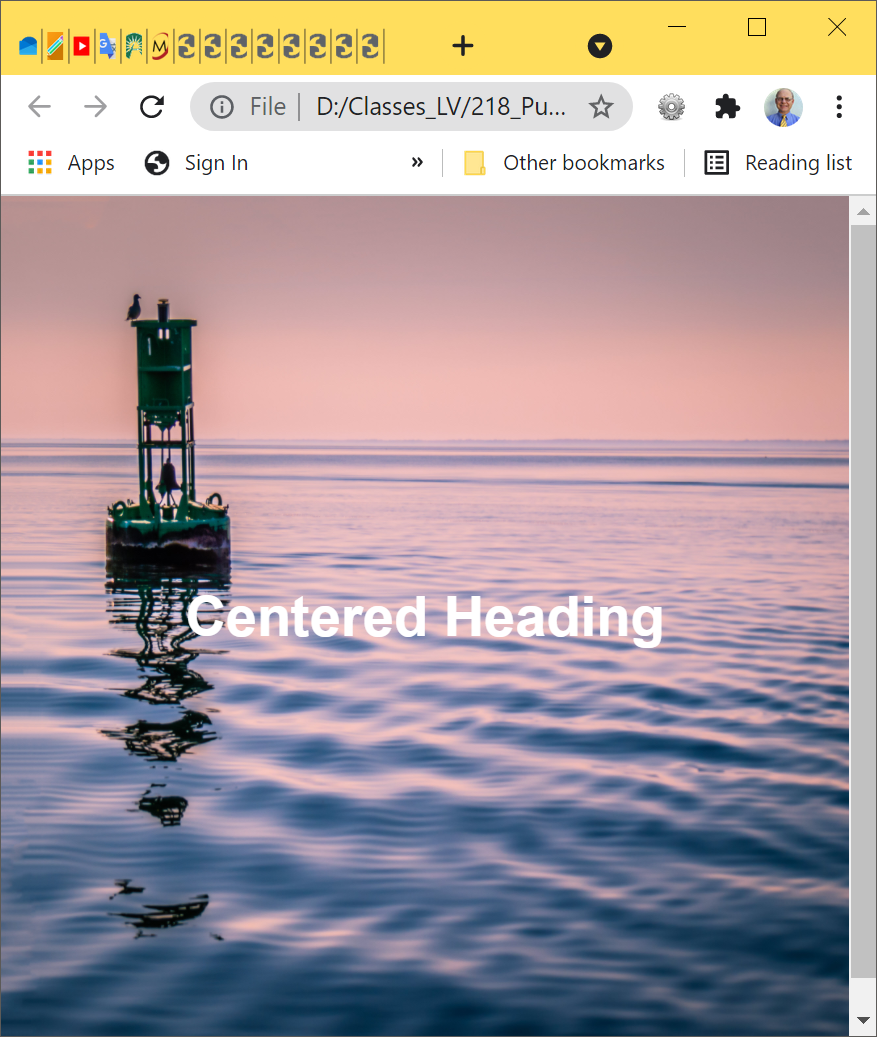 File D:/Classes_LV/218_Pu...
Apps Sign In » Other bookmarks Reading list
Centered Heading